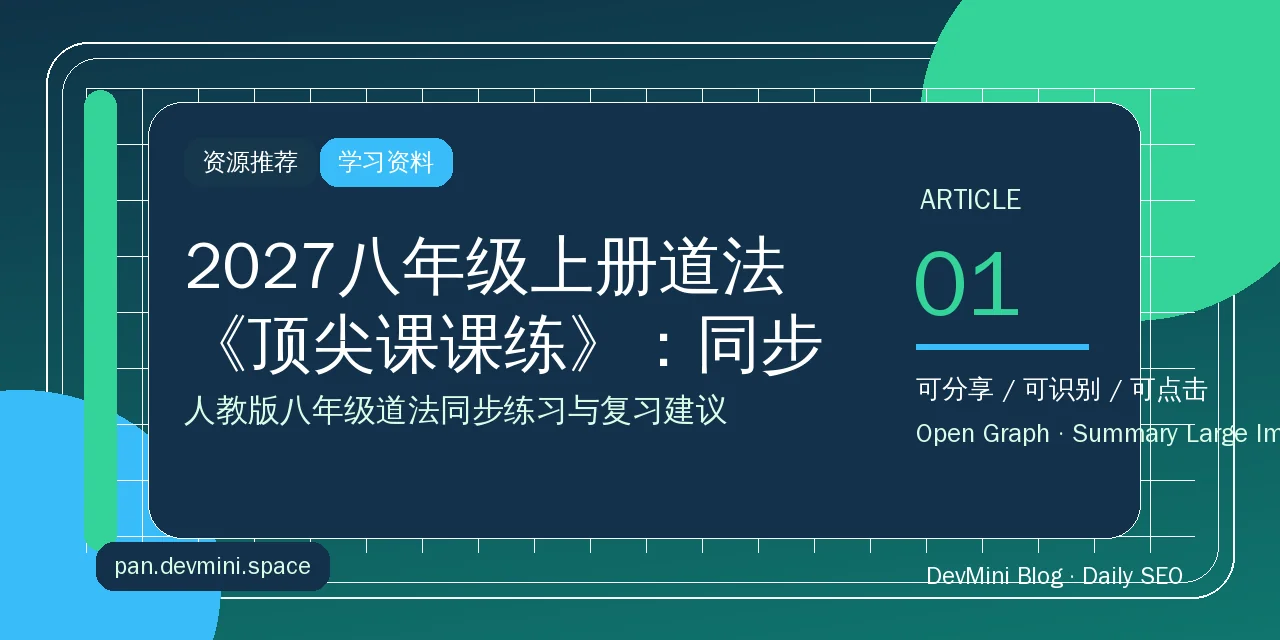 资源推荐
学习资料
2027八年级上册道法
《顶尖课课练》：同步
人教版八年级道法同步练习与复习建议
ARTICLE
01
可分享 / 可识别 / 可点击
Open Graph · Summary Large Im
pan.devmini.space
DevMini Blog · Daily SEO